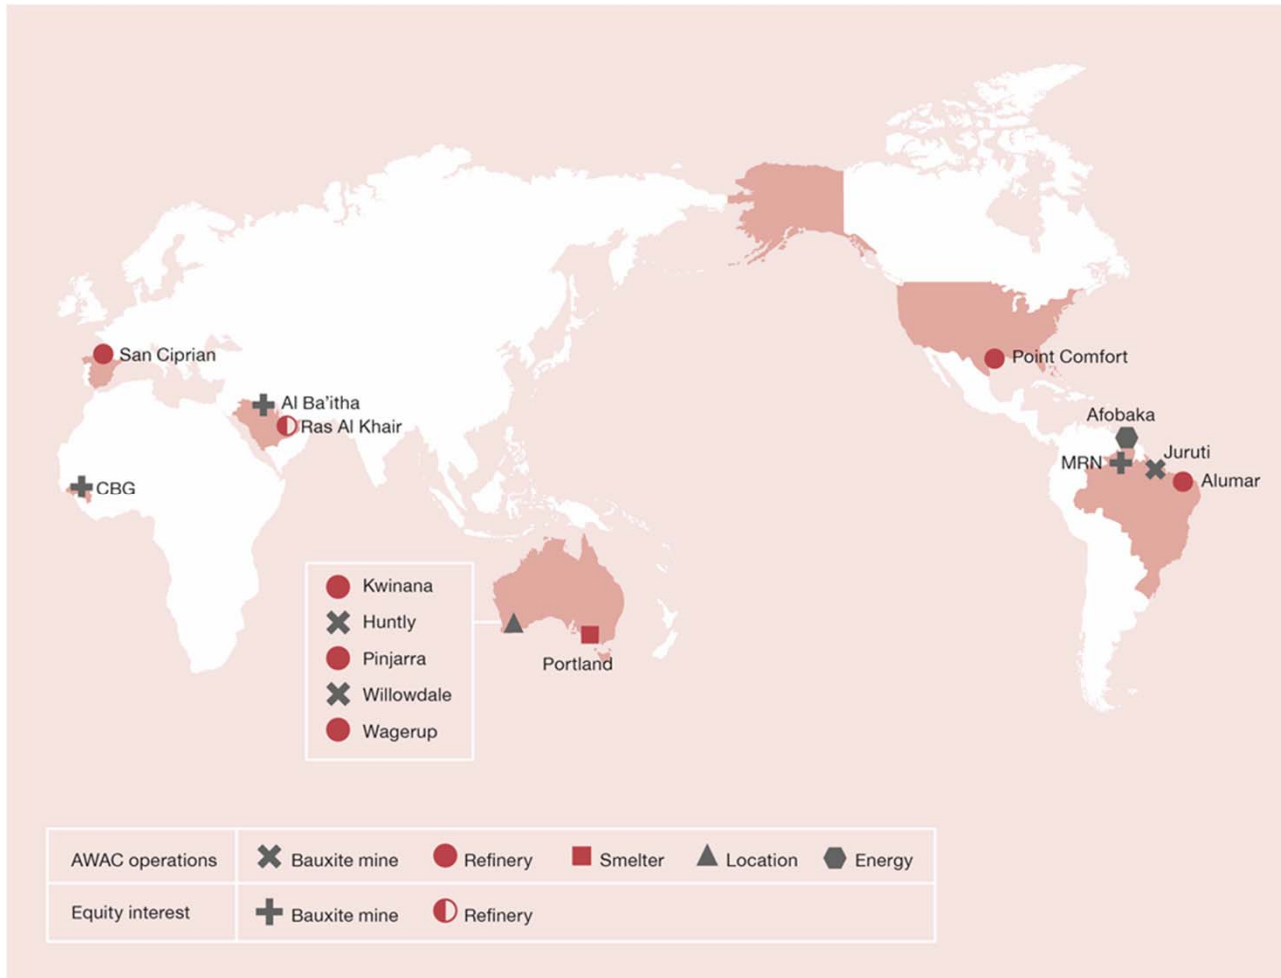 San Ciprian
Point Comfort
Al Ba’itha
Ras Al Khair
Afobaka
Juruti
MRN
Alumar
CBG
Kwinana
Huntly
Pinjarra
Willowdale
Wagerup
Portland
AWAC operations Bauxite mine Refinery Smelter Location Energy
Equity interest Bauxite mine Refinery